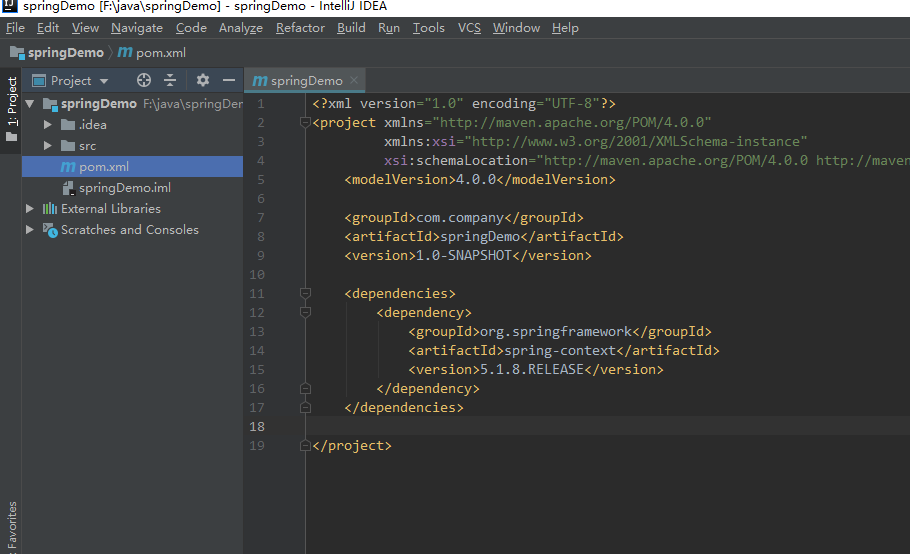 springDemo [F:\java\springDemo] - springDemo - IntelliJ IDEA
File Edit View Navigate Code Analyze Refactor Build Run Tools VCS Window Help
springDemo pom.xml
1: Project
Project
springDemo F:\java\springDer
.idea
src
pom.xml
springDemo.iml
External Libraries
Scratches and Consoles
Favorites
springDemo
1 <?xml version="1.0" encoding="UTF-8"?>
2 <project xmlns="http://maven.apache.org/POM/4.0.0"
3 xmlns:xsi="http://www.w3.org/2001/XMLSchema-instance"
4 xsi:schemaLocation="http://maven.apache.org/POM/4.0.0 http://maven
5 <modelVersion>4.0.0</modelVersion>
6
7 <groupId>com.company</groupId>
8 <artifactId>springDemo</artifactId>
9 <version>1.0-SNAPSHOT</version>
10
11 <dependencies>
12 <dependency>
13 <groupId>org.springframework</groupId>
14 <artifactId>spring-context</artifactId>
15 <version>5.1.8.RELEASE</version>
16 </dependency>
17 </dependencies>
18
19 </project>